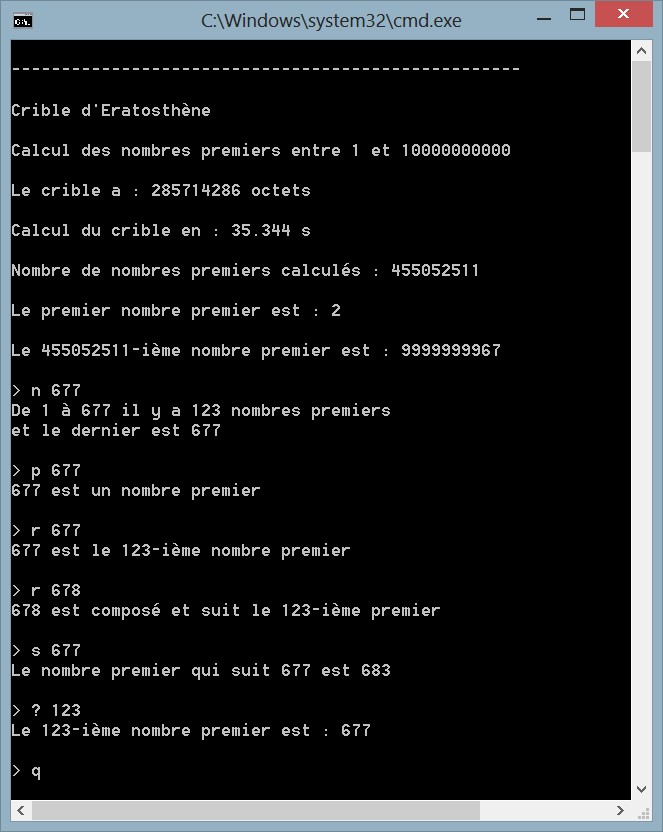 C:\Windows\system32\cmd.exe
---------------------------------------------------
Crible d'Eratosthène
Calcul des nombres premiers entre 1 et 10000000000
Le crible a : 285714286 octets
Calcul du crible en : 35.344 s
Nombre de nombres premiers calculés : 455052511
Le premier nombre premier est : 2
Le 455052511-ième nombre premier est : 9999999967
> n 677
De 1 à 677 il y a 123 nombres premiers
et le dernier est 677
> p 677
677 est un nombre premier
> r 677
677 est le 123-ième nombre premier
> r 678
678 est composé et suit le 123-ième premier
> s 677
Le nombre premier qui suit 677 est 683
> ? 123
Le 123-ième nombre premier est : 677
> q